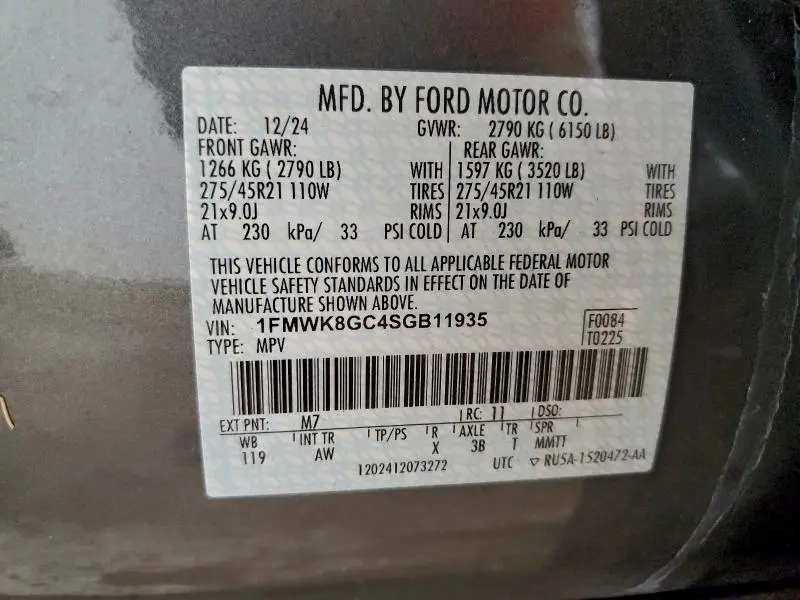 MFD. BY FORD MOTOR CO.
DATE: 12/24 GVWR: 2790 KG ( 6150 LB)
FRONT GAWR: REAR GAWR:
1266 KG ( 2790 LB) WITH 1597 KG ( 3520 LB) WITH
275/45R21 110W TIRES 275/45R21 110W TIRES
21x9.0J RIMS 21x9.0J RIMS
AT 230 kPa/ 33 PSI COLD AT 230 kPa/ 33 PSI COLD
THIS VEHICLE CONFORMS TO ALL APPLICABLE FEDERAL MOTOR
VEHICLE SAFETY STANDARDS IN EFFECT ON THE DATE OF
MANUFACTURE SHOWN ABOVE.
VIN: 1FMWK8GC4SGB11935 F0084
TYPE: MPV T0225
EXT PNT: M7 RC: 11 DSO:
WB INT TR TP/PS R AXLE TR SPR
119 AW X 3B T MMTT
1202412073272 UTC ▽ RU5A-1520472-AA